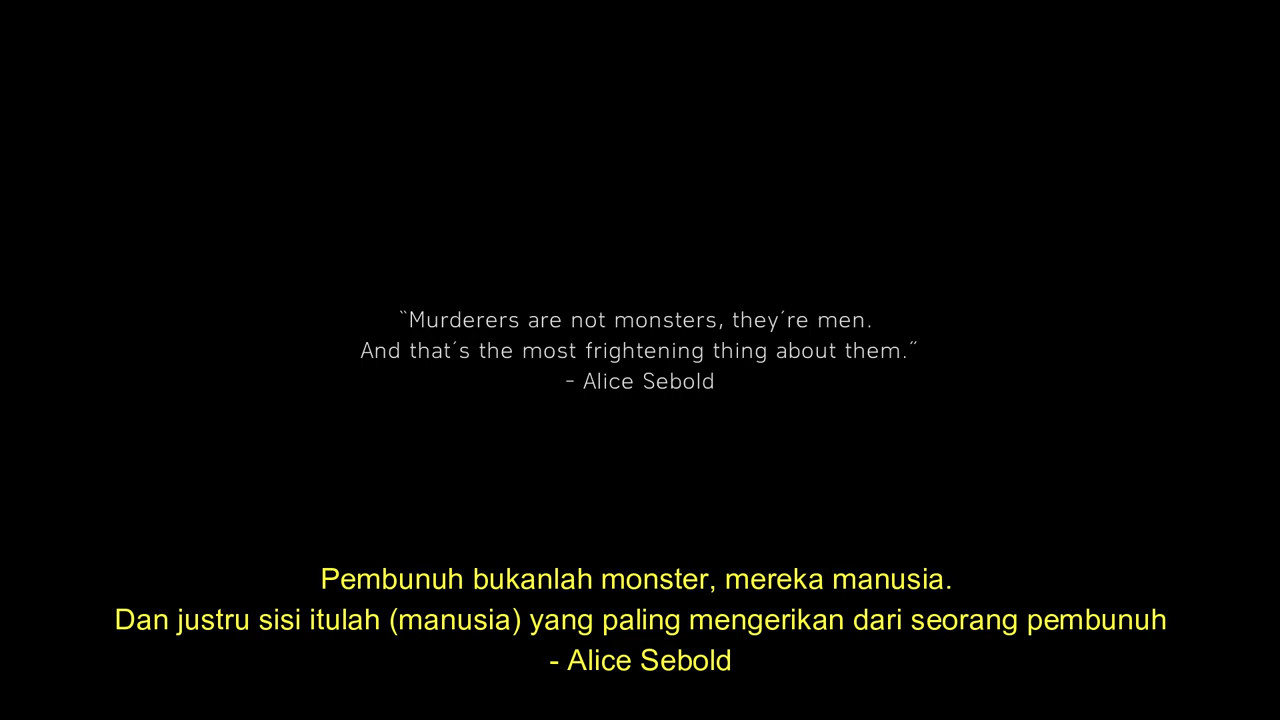 “Murderers are not monsters, they´re men.
And that´s the most frightening thing about them.”
- Alice Sebold
Pembunuh bukanlah monster, mereka manusia.
Dan justru sisi itulah (manusia) yang paling mengerikan dari seorang pembunuh
- Alice Sebold